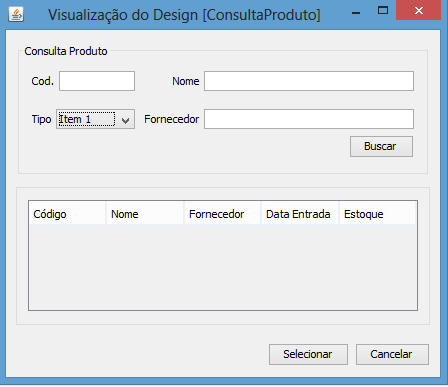 Visualização do Design [ConsultaProduto]
Consulta Produto
Cod. Nome
Tipo Item 1 Fornecedor
Buscar
Código Nome Fornecedor Data Entrada Estoque
Selecionar Cancelar